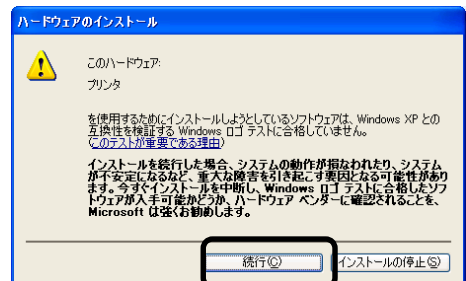 ハードウェアのインストール
このハードウェア:
プリンタ
を使用するためにインストールしようとしているソフトウェアは、Windows XP との
互換性を検証する Windows ロゴ テストに合格していません。
(このテストが重要である理由)
インストールを続行した場合、システムの動作が損なわれたり、システム
が不安定になるなど、重大な障害を引き起こす要因となる可能性があり
ます。今すぐインストールを中断し、Windows ロゴ テストに合格したソフ
トウェアが入手可能かどうか、ハードウェア ベンダーに確認されることを、
Microsoft は強くお勧めします。
続行(C) インストールの停止(S)